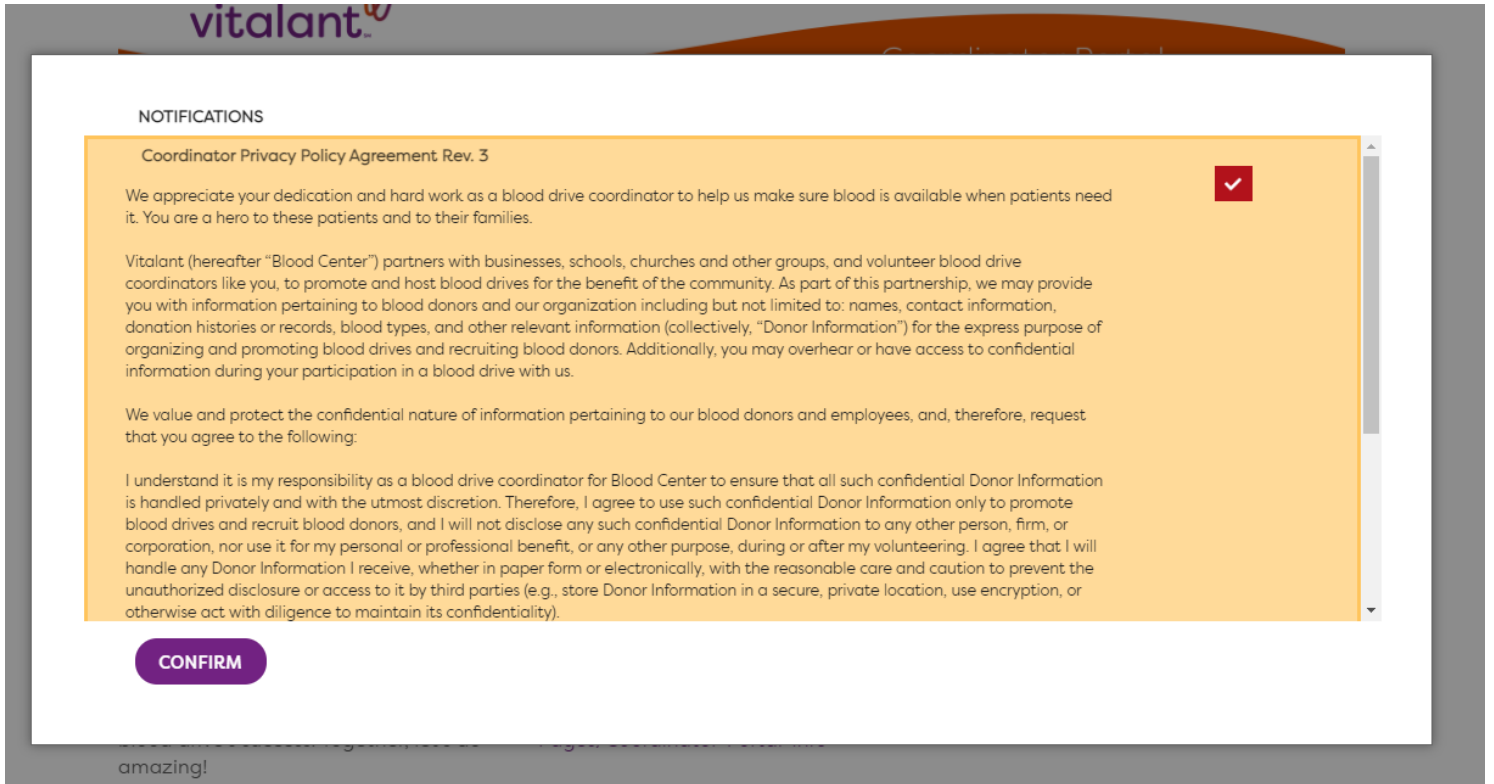 vitalant
NOTIFICATIONS
Coordinator Privacy Policy Agreement Rev. 3
We appreciate your dedication and hard work as a blood drive coordinator to help us make sure blood is available when patients need
it. You are a hero to these patients and to their families.
Vitalant (hereafter “Blood Center”) partners with businesses, schools, churches and other groups, and volunteer blood drive
coordinators like you, to promote and host blood drives for the benefit of the community. As part of this partnership, we may provide
you with information pertaining to blood donors and our organization including but not limited to: names, contact information,
donation histories or records, blood types, and other relevant information (collectively, “Donor Information”) for the express purpose of
organizing and promoting blood drives and recruiting blood donors. Additionally, you may overhear or have access to confidential
information during your participation in a blood drive with us.
We value and protect the confidential nature of information pertaining to our blood donors and employees, and, therefore, request
that you agree to the following:
I understand it is my responsibility as a blood drive coordinator for Blood Center to ensure that all such confidential Donor Information
is handled privately and with the utmost discretion. Therefore, I agree to use such confidential Donor Information only to promote
blood drives and recruit blood donors, and I will not disclose any such confidential Donor Information to any other person, firm, or
corporation, nor use it for my personal or professional benefit, or any other purpose, during or after my volunteering. I agree that I will
handle any Donor Information I receive, whether in paper form or electronically, with the reasonable care and caution to prevent the
unauthorized disclosure or access to it by third parties (e.g., store Donor Information in a secure, private location, use encryption, or
otherwise act with diligence to maintain its confidentiality).
CONFIRM
amazing!